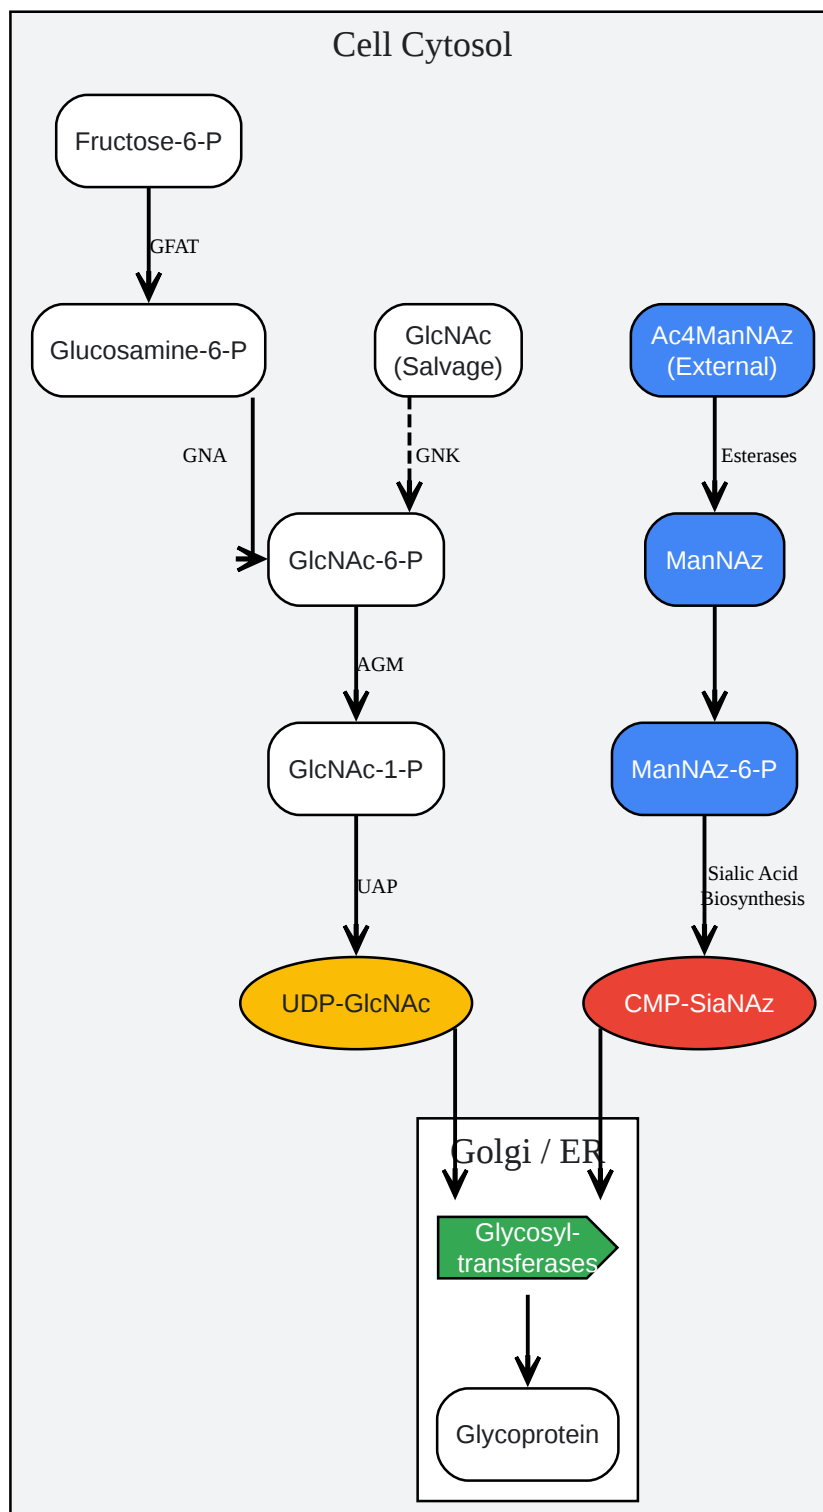 Cell Cytosol
Fructose-6-P
GFAT
Glucosamine-6-P
GlcNAc
(Salvage)
Ac4ManNAz
(External)
GNA
GNK
Esterases
GlcNAc-6-P
ManNAz
AGM
GlcNAc-1-P
ManNAz-6-P
UAP
Sialic Acid
Biosynthesis
UDP-GlcNAc
CMP-SiaNAz
Golgi / ER
Glycosyl-
transferases
Glycoprotein